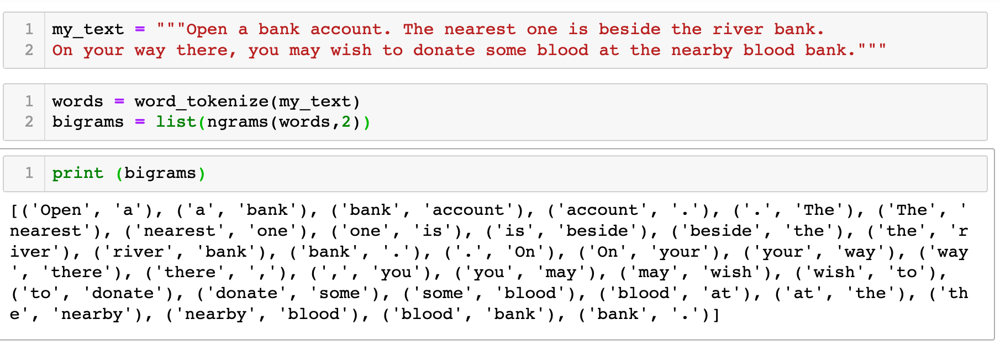 1 my_text = """Open a bank account. The nearest one is beside the river bank.
2 On your way there, you may wish to donate some blood at the nearby blood bank."""
1 words = word_tokenize(my_text)
2 bigrams = list(ngrams(words,2))
1 print (bigrams)
[('Open', 'a'), ('a', 'bank'), ('bank', 'account'), ('account', '.'), ('.', 'The'), ('The', '
nearest'), ('nearest', 'one'), ('one', 'is'), ('is', 'beside'), ('beside', 'the'), ('the', 'r
iver'), ('river', 'bank'), ('bank', '.'), ('.', 'On'), ('On', 'your'), ('your', 'way'), ('way
', 'there'), ('there', ','), (',', 'you'), ('you', 'may'), ('may', 'wish'), ('wish', 'to'),
('to', 'donate'), ('donate', 'some'), ('some', 'blood'), ('blood', 'at'), ('at', 'the'), ('th
e', 'nearby'), ('nearby', 'blood'), ('blood', 'bank'), ('bank', '.')]